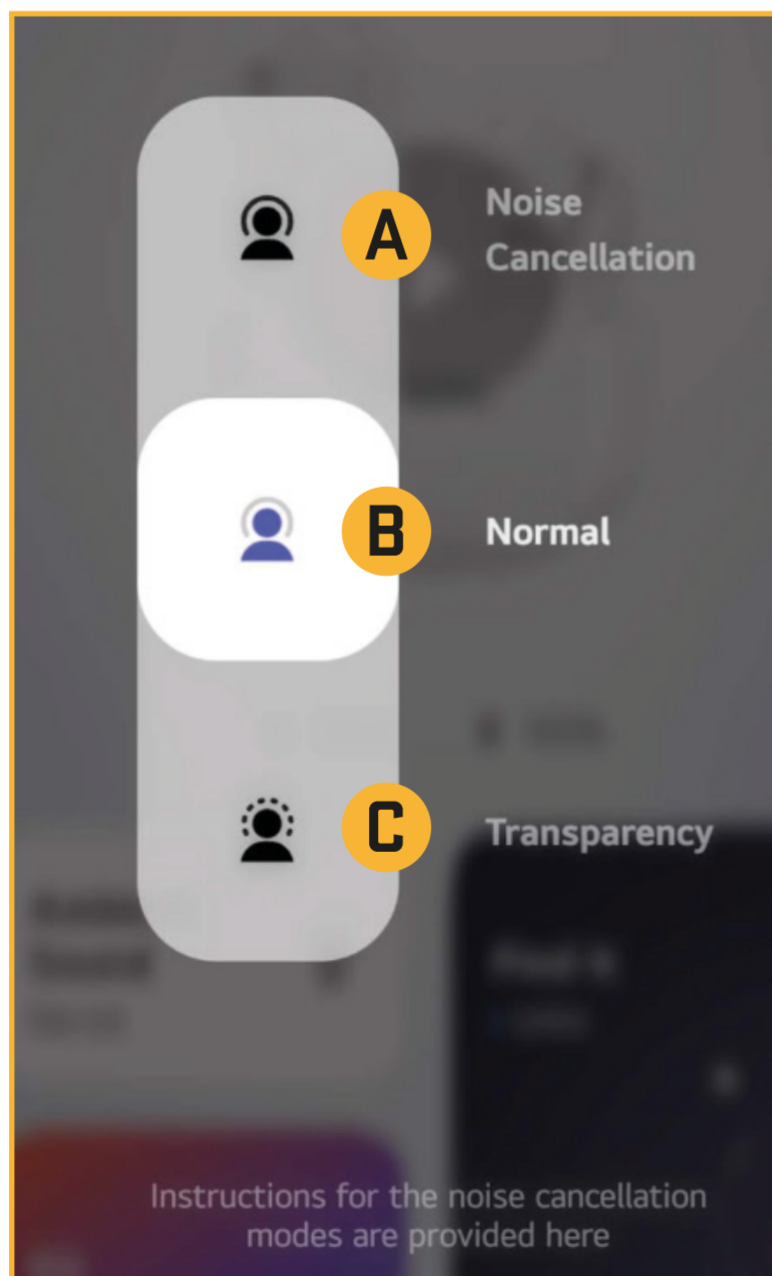 A
Noise
Cancellation
B
Normal
C
Transparency
Instructions for the noise cancellation
modes are provided here